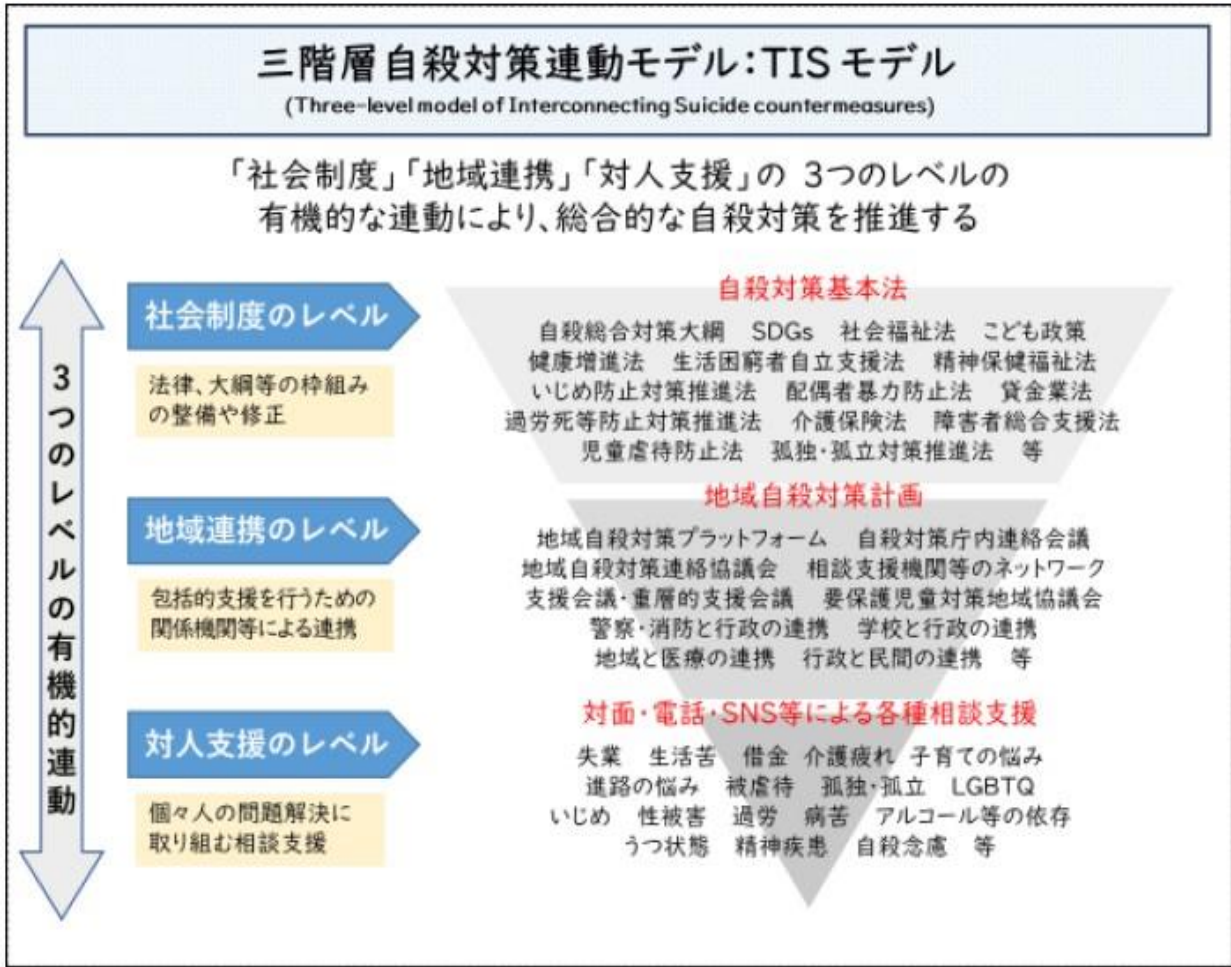 三階層自殺対策連動モデル：TISモデル
(Three-level model of Interconnecting Suicide countermeasures)
「社会制度」「地域連携」「対人支援」の 3つのレベルの
有機的な連動により、総合的な自殺対策を推進する
3つのレベルの有機的連動
社会制度のレベル
法律、大綱等の枠組み
の整備や修正
自殺対策基本法
自殺総合対策大綱 SDGs 社会福祉法 こども政策
健康増進法 生活困窮者自立支援法 精神保健福祉法
いじめ防止対策推進法 配偶者暴力防止法 貸金業法
過労死等防止対策推進法 介護保険法 障害者総合支援法
児童虐待防止法 孤独・孤立対策推進法 等
地域連携のレベル
包括的支援を行うための
関係機関等による連携
地域自殺対策計画
地域自殺対策プラットフォーム 自殺対策庁内連絡会議
地域自殺対策連絡協議会 相談支援機関等のネットワーク
支援会議・重層的支援会議 要保護児童対策地域協議会
警察・消防と行政の連携 学校と行政の連携
地域と医療の連携 行政と民間の連携 等
対人支援のレベル
個々人の問題解決に
取り組む相談支援
対面・電話・SNS等による各種相談支援
失業 生活苦 借金 介護疲れ 子育ての悩み
進路の悩み 被虐待 孤独・孤立 LGBTQ
いじめ 性被害 過労 病苦 アルコール等の依存
うつ状態 精神疾患 自殺念慮 等